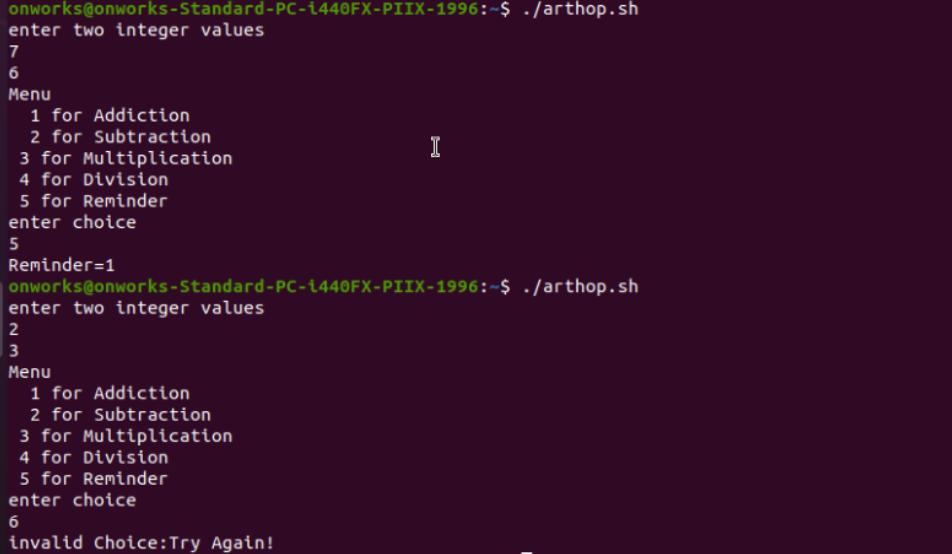 onworks@onworks-Standard-PC-i440FX-PIIX-1996:~$ ./arthop.sh
enter two integer values
7
6
Menu
  1 for Addiction
  2 for Subtraction
 3 for Multiplication
 4 for Division
 5 for Reminder
enter choice
5
Reminder=1
onworks@onworks-Standard-PC-i440FX-PIIX-1996:~$ ./arthop.sh
enter two integer values
2
3
Menu
  1 for Addiction
  2 for Subtraction
 3 for Multiplication
 4 for Division
 5 for Reminder
enter choice
6
invalid Choice:Try Again!